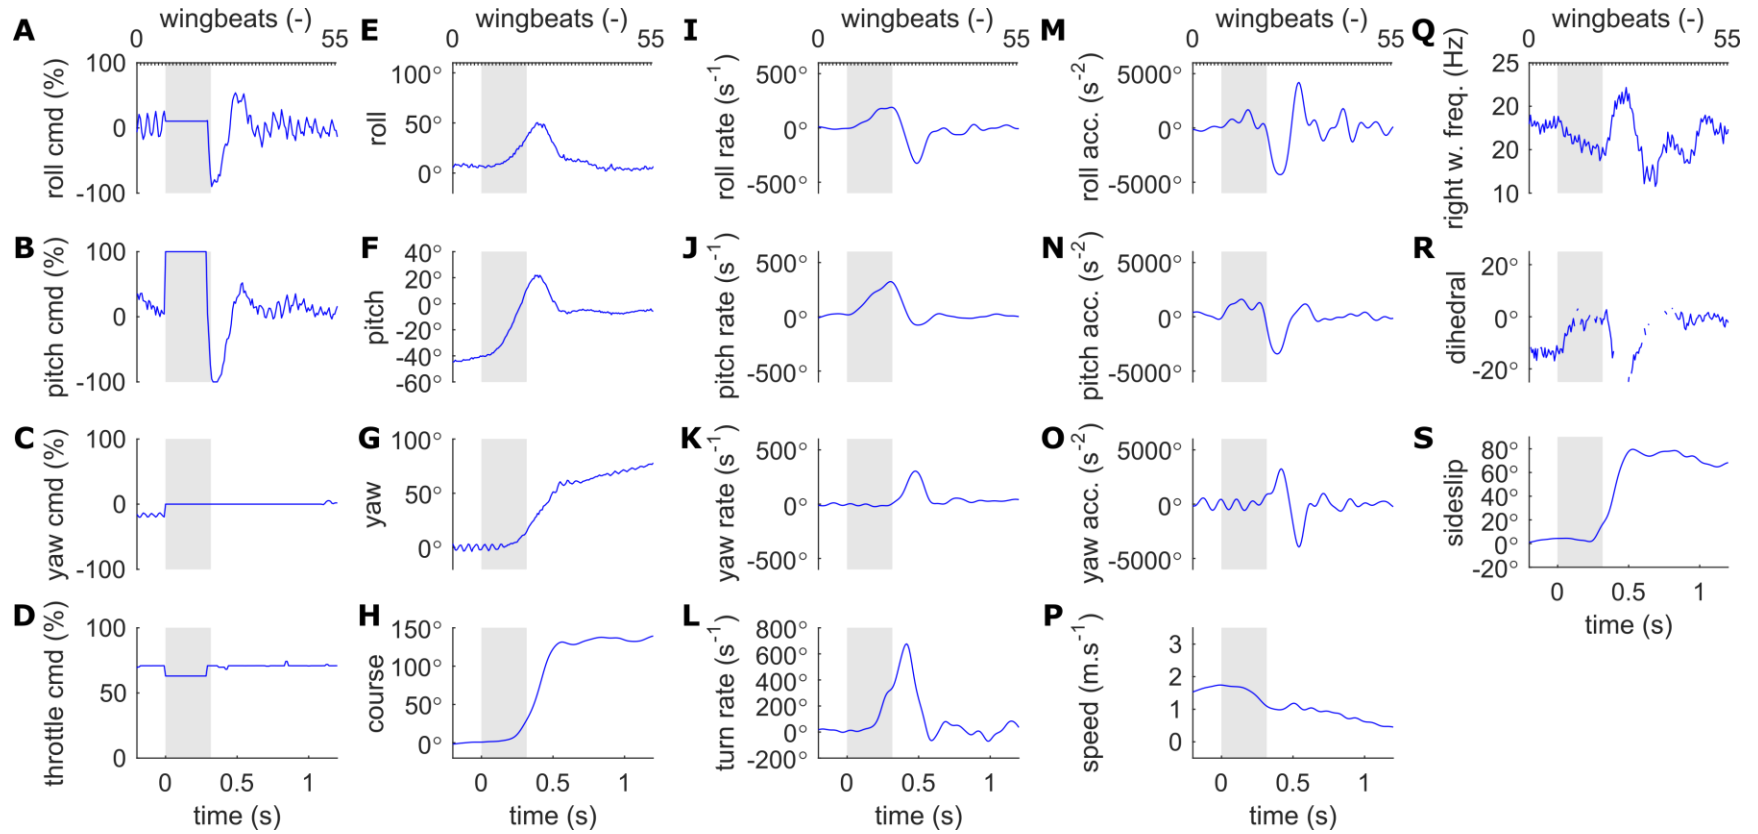 A
wingbeats (-)
0
55
roll cmd (%)
100
0
-100
E
wingbeats (-)
0
55
roll
100°
50°
0°
I
wingbeats (-)
0
55
roll rate (s-1)
500°
0°
-500°
M
wingbeats (-)
0
55
roll acc. (s-2)
5000°
0°
-5000°
Q
wingbeats (-)
0
55
right w. freq. (Hz)
25
20
20
10
B
pitch cmd (%)
100
0
-100
F
pitch
40°
20°
0°
-20°
-40°
-60°
J
pitch rate (s-1)
500°
0°
-500°
N
pitch acc. (s-2)
5000°
0°
-5000°
R
dihedral
20°
0°
-20°
C
yaw cmd (%)
100
0
-100
G
yaw
100°
50°
0°
K
yaw rate (s-1)
500°
0°
-500°
O
yaw acc. (s-2)
5000°
0°
-5000°
S
sideslip
80°
60°
40°
20°
0°
-20°
0
0.5
1
time (s)
D
throttle cmd (%)
100
50
0
0
0.5
1
time (s)
H
course
150°
100°
50°
0°
0
0.5
1
time (s)
L
turn rate (s-1)
800°
600°
400°
200°
0°
-200°
0
0.5
1
time (s)
P
speed (m.s-1)
3
2
1
0
0
0.5
1
time (s)